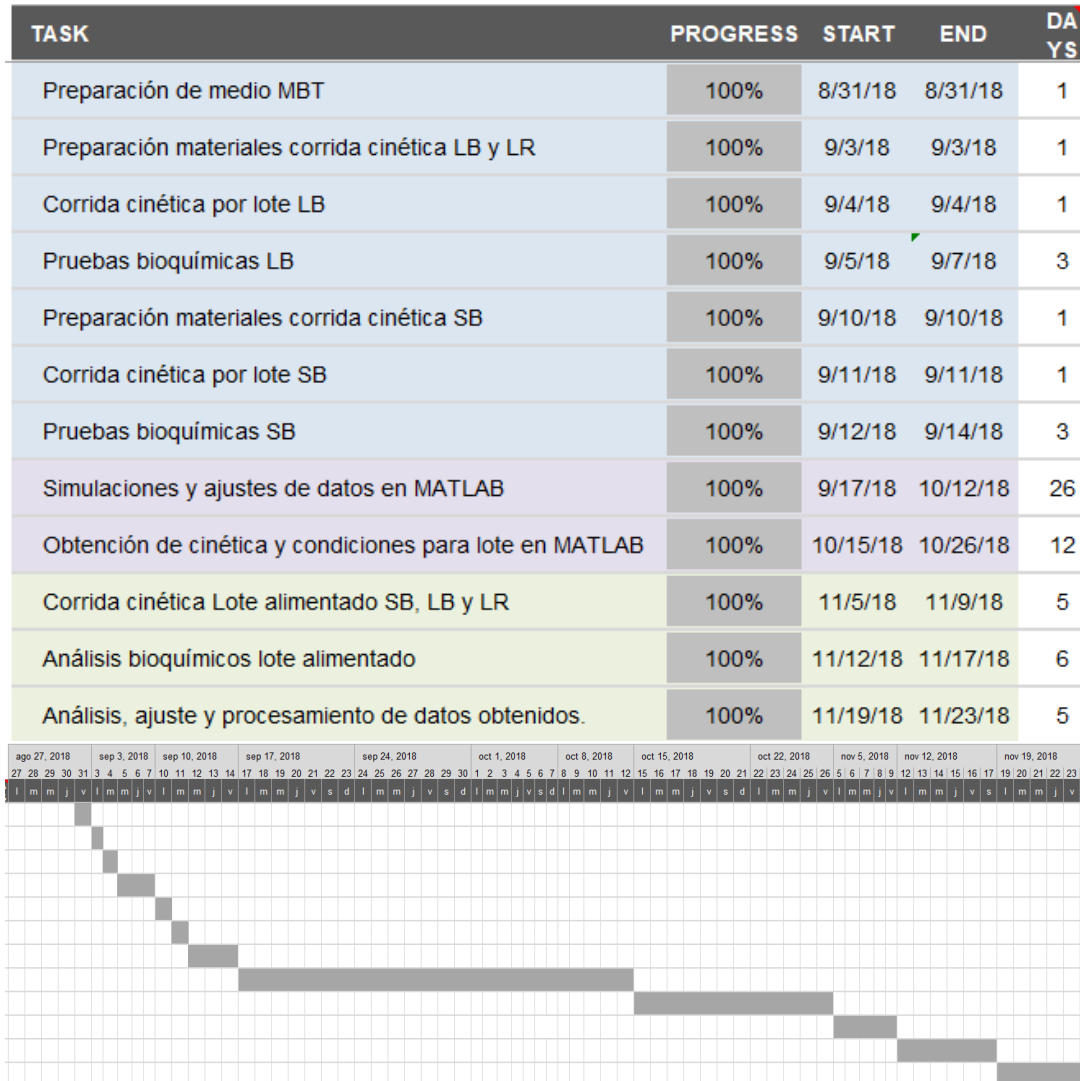 TASK PROGRESS START END DA YS
Preparación de medio MBT 100% 8/31/18 8/31/18 1
Preparación materiales corrida cinética LB y LR 100% 9/3/18 9/3/18 1
Corrida cinética por lote LB 100% 9/4/18 9/4/18 1
Pruebas bioquímicas LB 100% 9/5/18 9/7/18 3
Preparación materiales corrida cinética SB 100% 9/10/18 9/10/18 1
Corrida cinética por lote SB 100% 9/11/18 9/11/18 1
Pruebas bioquímicas SB 100% 9/12/18 9/14/18 3
Simulaciones y ajustes de datos en MATLAB 100% 9/17/18 10/12/18 26
Obtención de cinética y condiciones para lote en MATLAB 100% 10/15/18 10/26/18 12
Corrida cinética Lote alimentado SB, LB y LR 100% 11/5/18 11/9/18 5
Análisis bioquímicos lote alimentado 100% 11/12/18 11/17/18 6
Análisis, ajuste y procesamiento de datos obtenidos. 100% 11/19/18 11/23/18 5
ago 27, 2018 sep 3, 2018 sep 10, 2018 sep 17, 2018 sep 24, 2018 oct 1, 2018 oct 8, 2018 oct 15, 2018 oct 22, 2018 nov 5, 2018 nov 12, 2018 nov 19, 2018
27 28 29 30 31 3 4 5 6 7 10 11 12 13 14 17 18 19 20 21 22 23 24 25 26 27 28 29 30 1 2 3 4 5 6 7 8 9 10 11 12 15 16 17 18 19 20 21 22 23 24 25 26 5 6 7 8 9 12 13 14 15 16 17 19 20 21 22 23
l m m j v l m m j v l m m j v l m m j v s d l m m j v s d l m m j v s d l m m j v l m m j v s d l m m j v l m m j v l m m j v s l m m j v